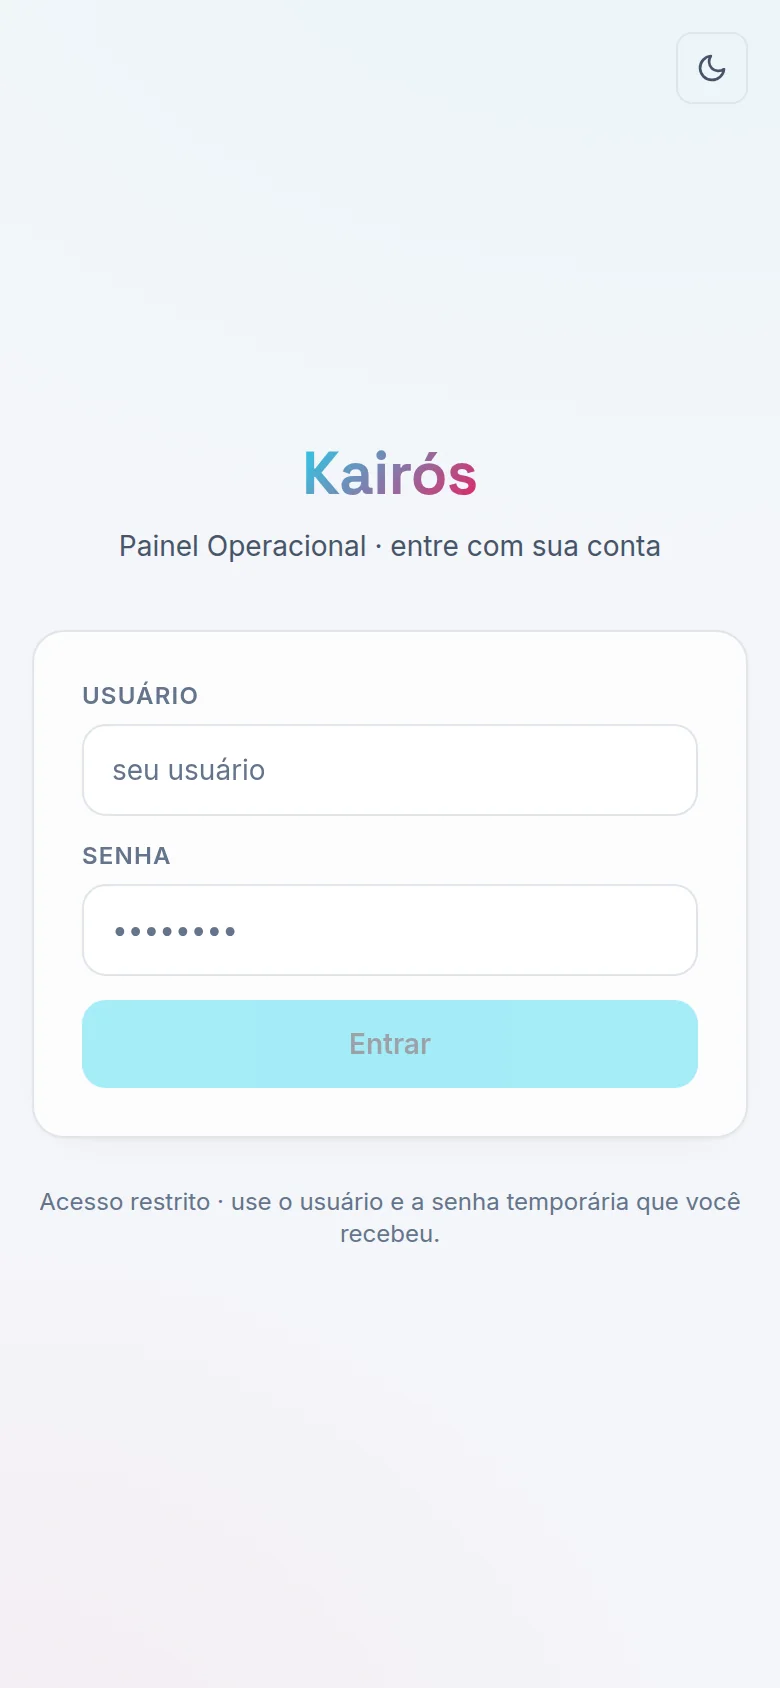 Kairós
Painel Operacional · entre com sua conta
USUÁRIO
seu usuário
SENHA
••••••••
Entrar
Acesso restrito · use o usuário e a senha temporária que você
recebeu.